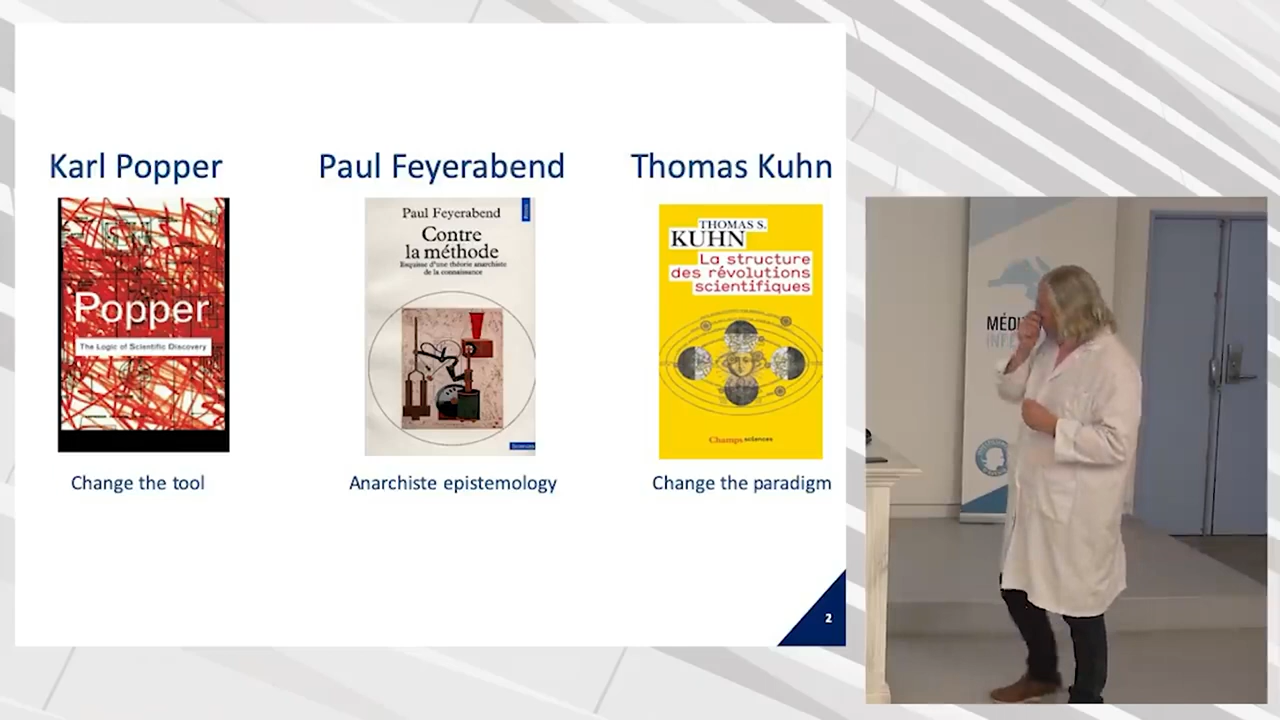 Karl Popper
Paul Feyerabend
Thomas Kuhn
Popper
The Logic of Scientific Discovery
Change the tool
Paul Feyerabend
Contre
la méthode
Esquisse d'une théorie anarchiste
de la connaissance
Sciences
Anarchiste epistemology
THOMAS S.
KUHN
La structure
des révolutions
scientifiques
Champs sciences
Change the paradigm
2
MÉDI
INFE